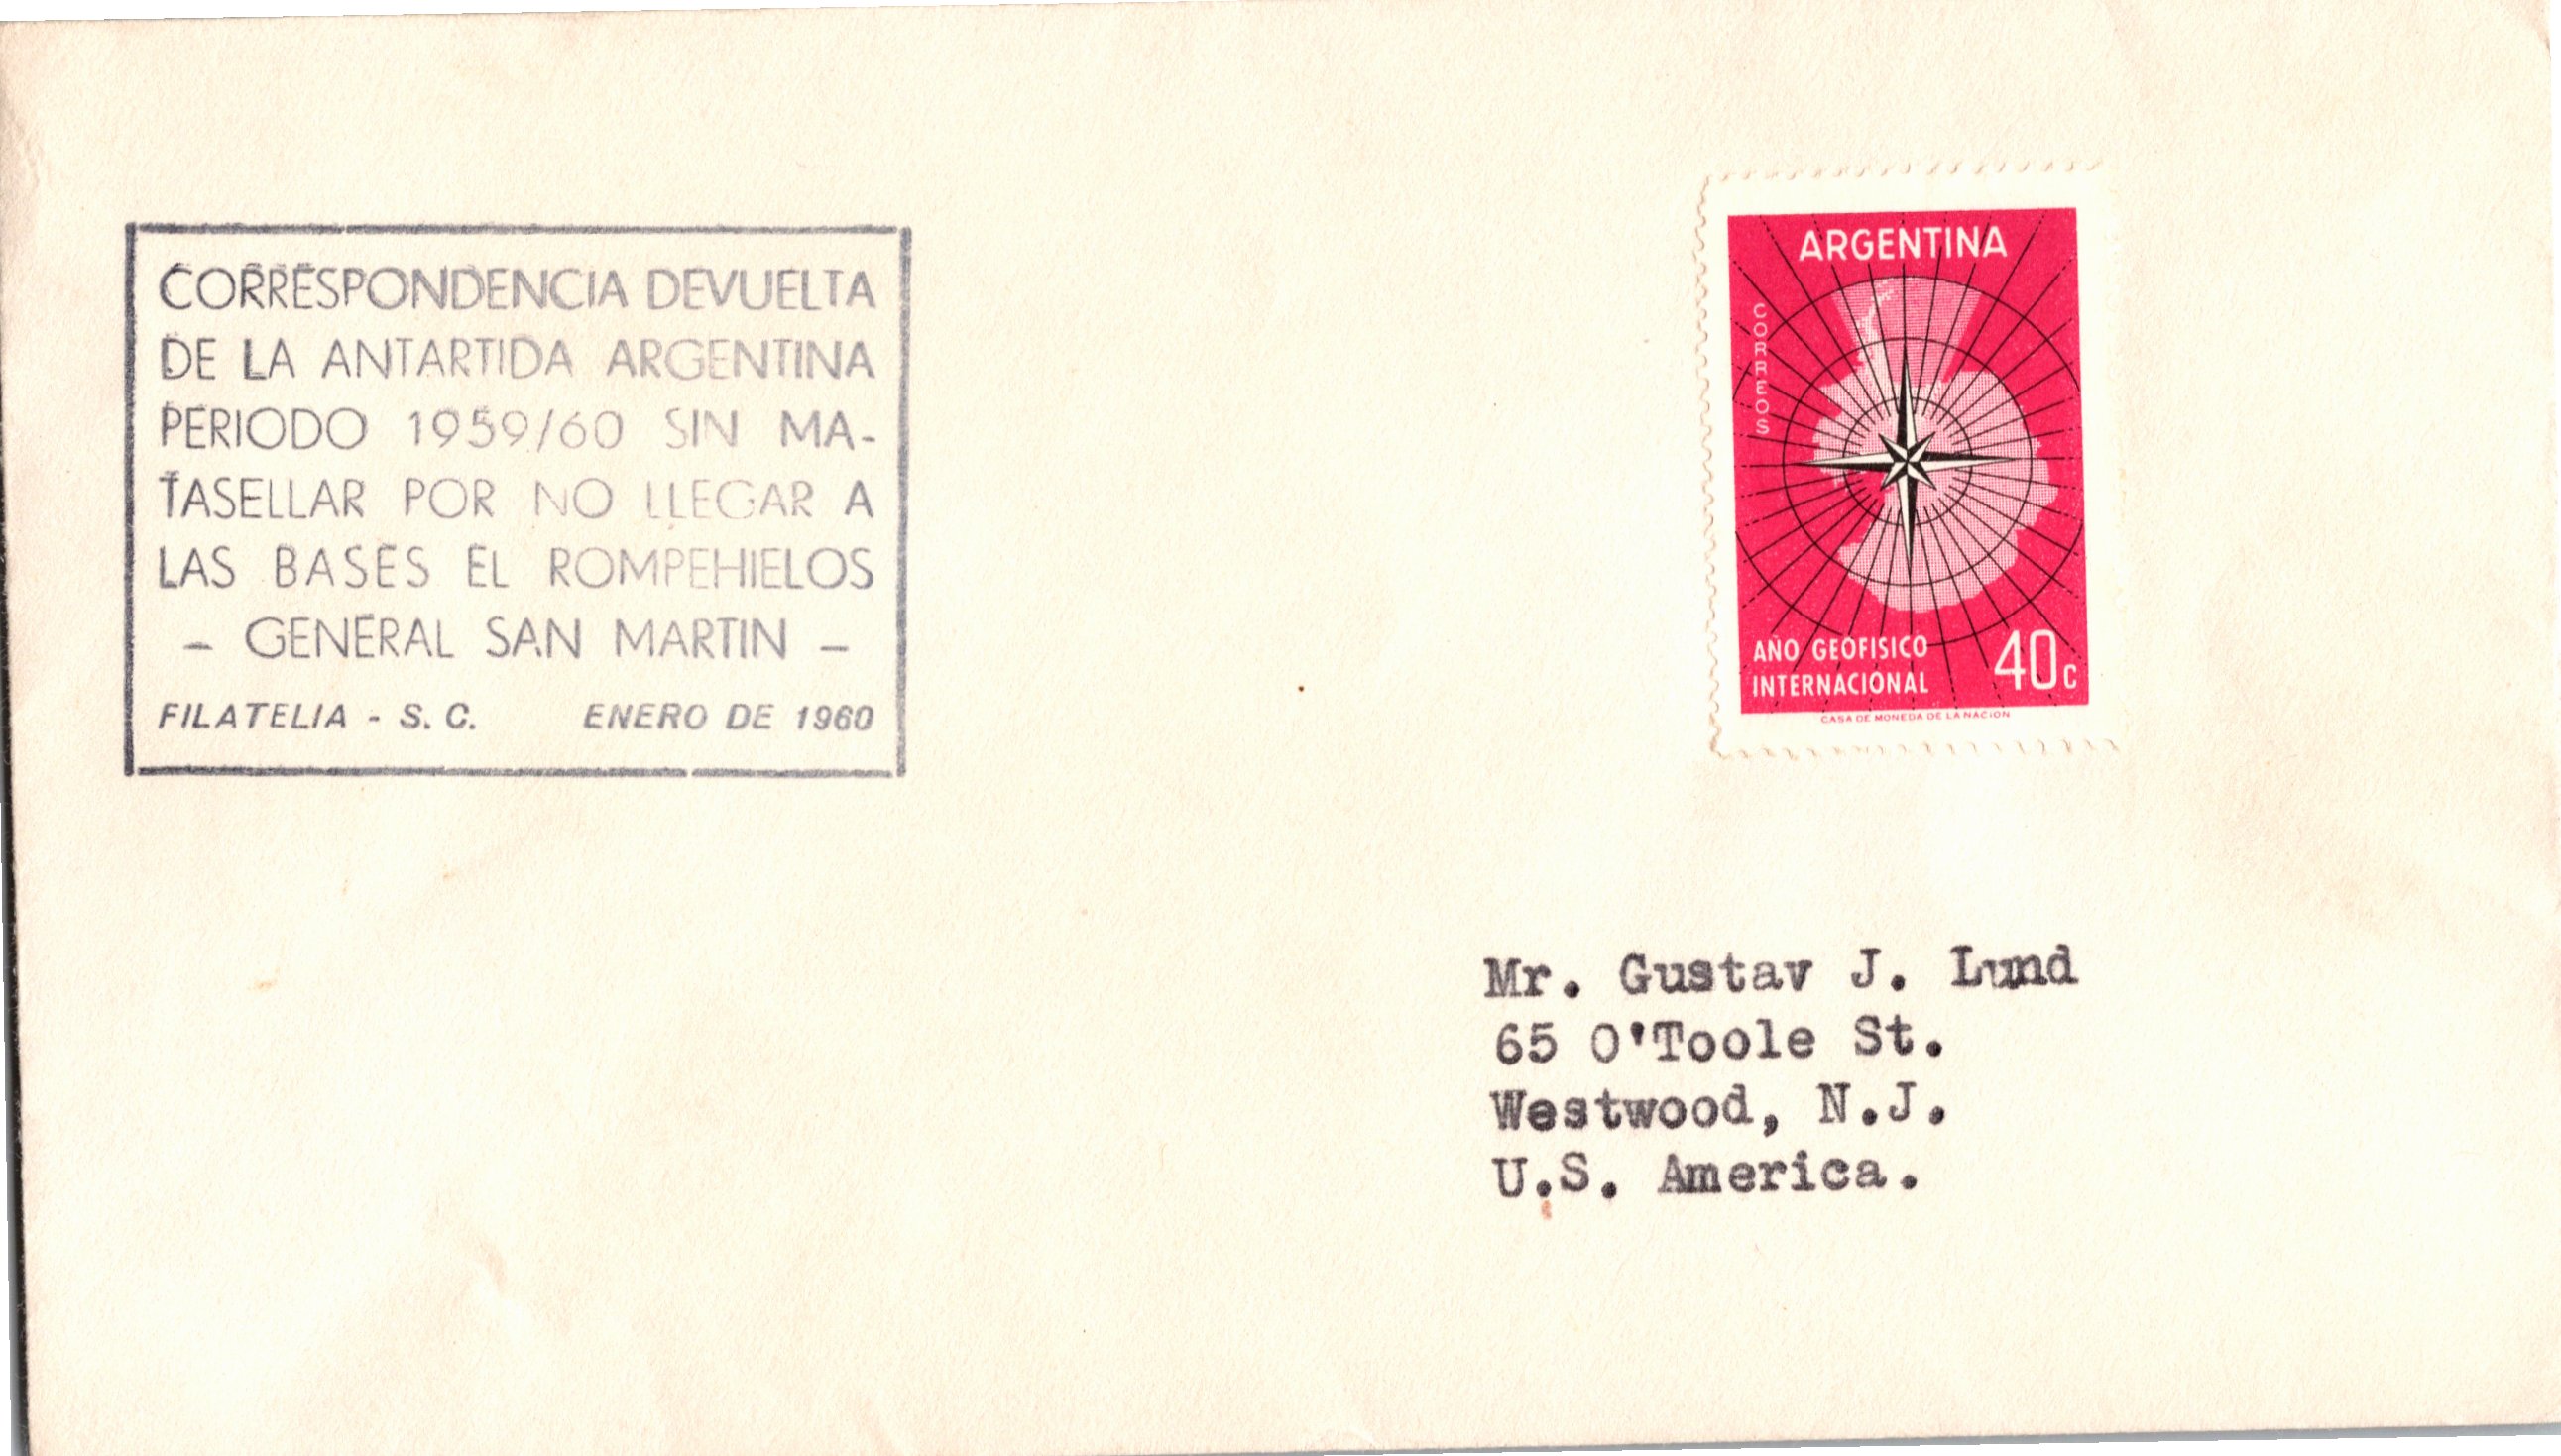 CORRESPONDENCIA DEVUELTA
DE LA ANTARTIDA ARGENTINA
PERIODO 1959/60 SIN MA-
TASELLAR POR NO LLEGAR A
LAS BASES EL ROMPEHIELOS
- GENERAL SAN MARTIN -
FILATELIA - S. C. ENERO DE 1960
ARGENTINA
CORREOS
AÑO GEOFISICO
INTERNACIONAL
40c
CASA DE MONEDA DE LA NACION
Mr. Gustav J. Lund
65 O'Toole St.
Westwood, N.J.
U.S. America.